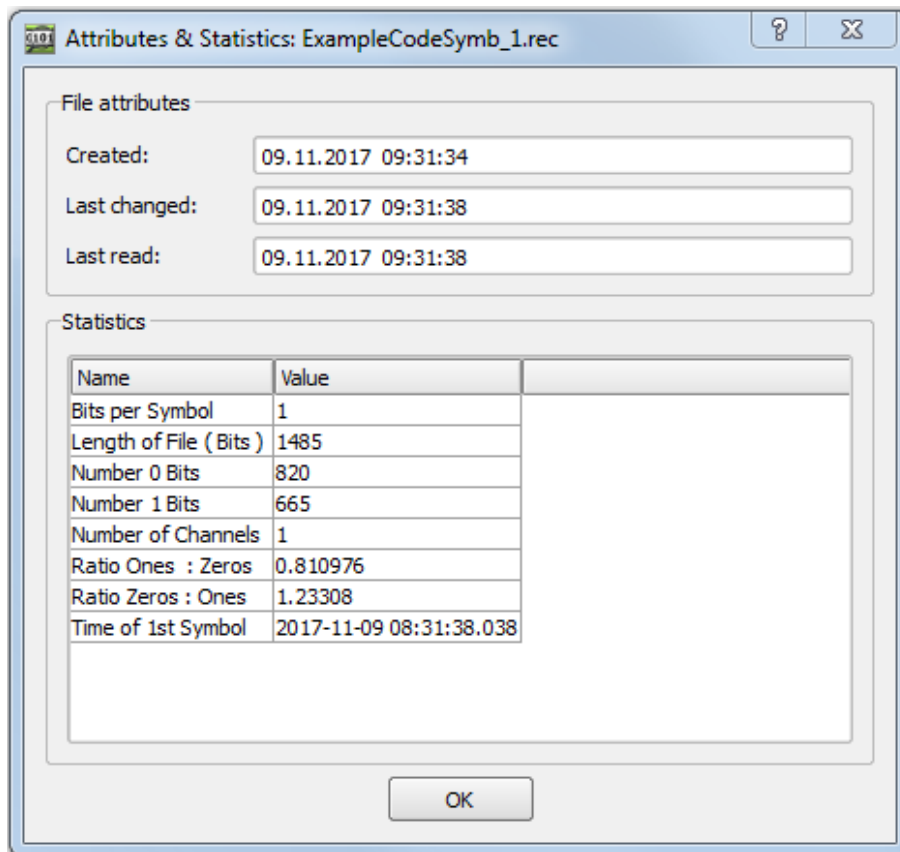 Attributes & Statistics: ExampleCodeSymb_1.rec
File attributes
Created: 09.11.2017 09:31:34
Last changed: 09.11.2017 09:31:38
Last read: 09.11.2017 09:31:38
Statistics
Name Value
Bits per Symbol 1
Length of File ( Bits ) 1485
Number 0 Bits 820
Number 1 Bits 665
Number of Channels 1
Ratio Ones : Zeros 0.810976
Ratio Zeros : Ones 1.23308
Time of 1st Symbol 2017-11-09 08:31:38.038
OK